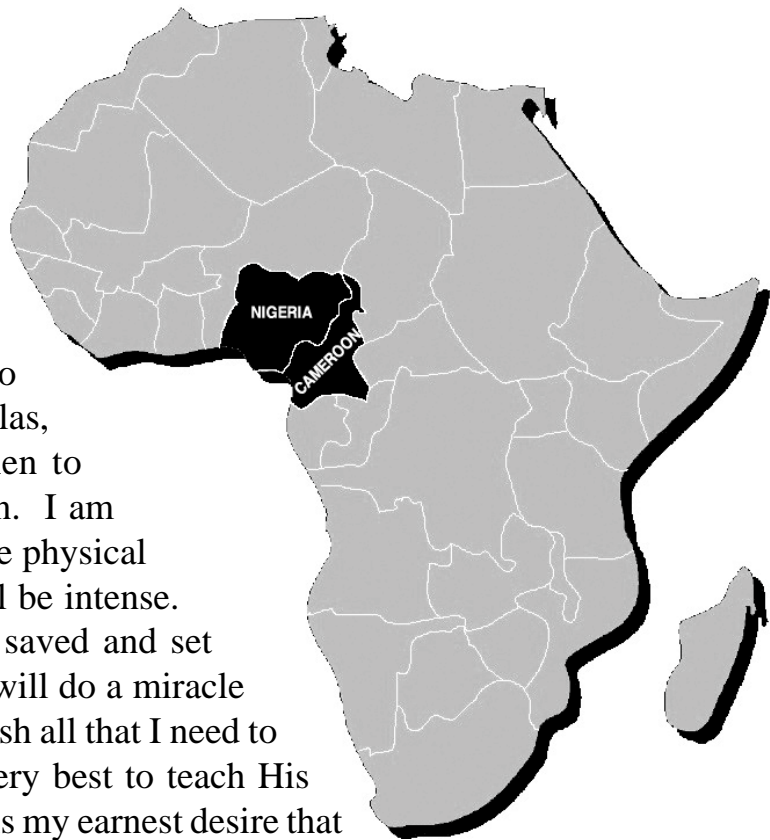 NIGERIA
CAMEROON
o
las,
en to
n. I am
e physical
l be intense.
saved and set
will do a miracle
sh all that I need to
ery best to teach His
s my earnest desire that